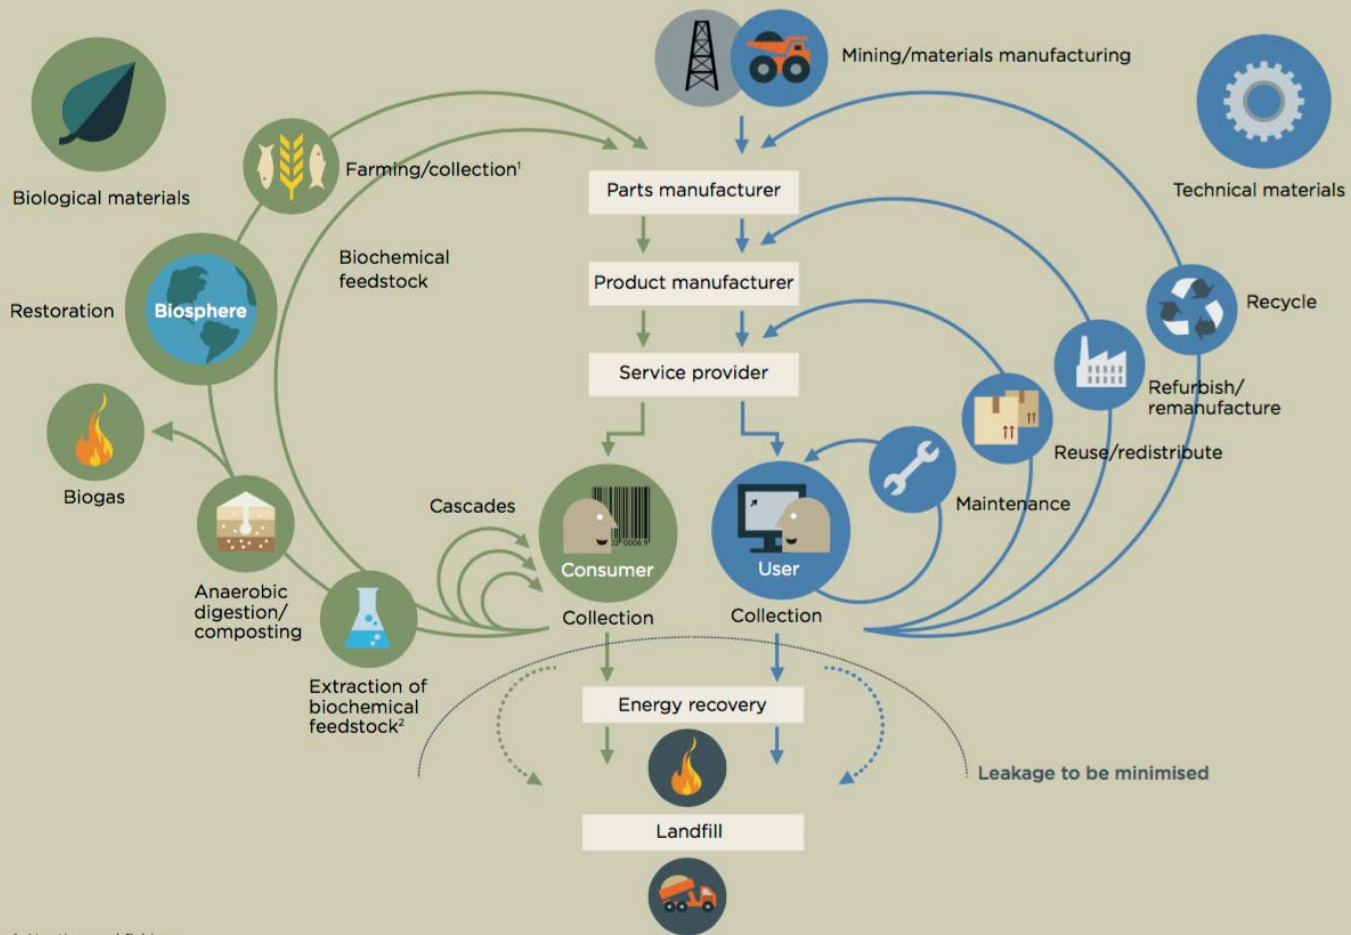 Mining/materials manufacturing
Biological materials
Technical materials
Farming/collection¹
Parts manufacturer
Biochemical
feedstock
Product manufacturer
Restoration
Biosphere
Recycle
Service provider
Refurbish/
remanufacture
Reuse/redistribute
Biogas
Cascades
Maintenance
Consumer
User
Anaerobic
digestion/
composting
Collection
Collection
Extraction of
biochemical
feedstock²
Energy recovery
Leakage to be minimised
Landfill